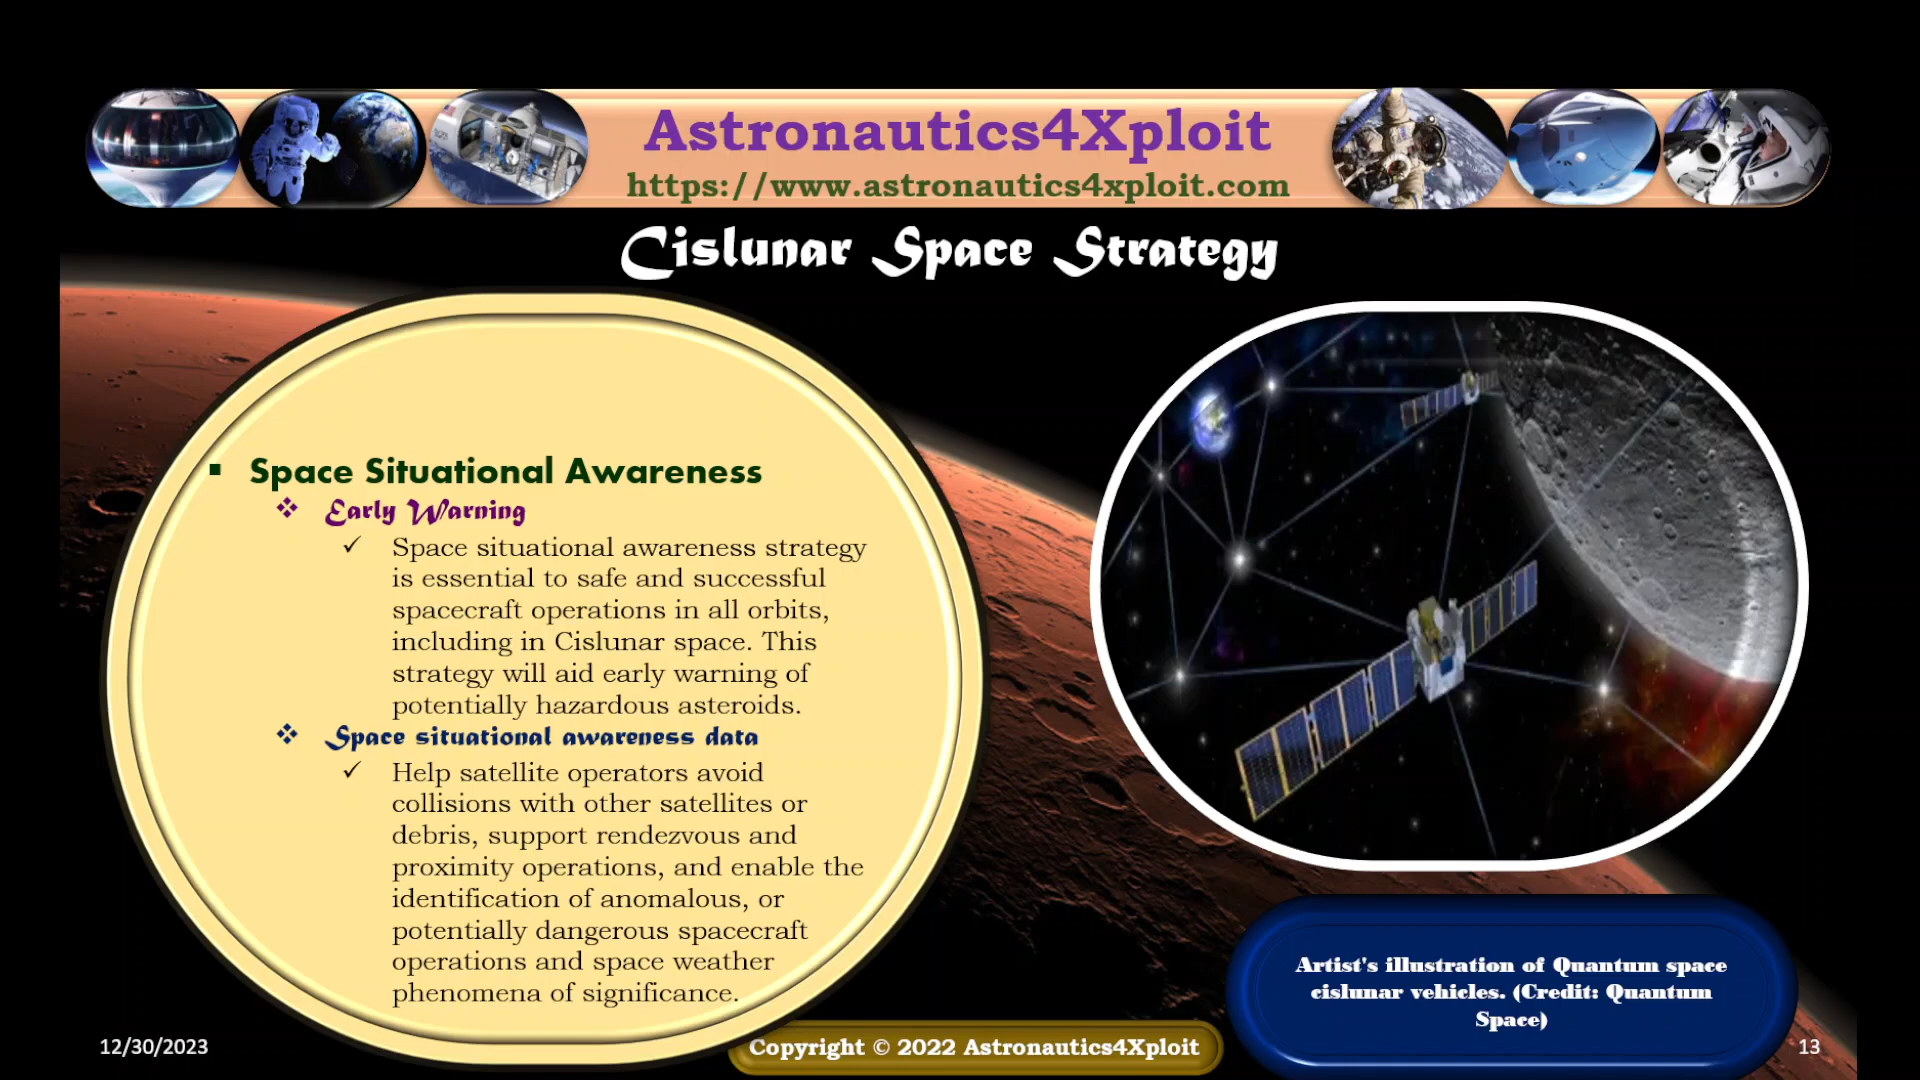 Astronautics4Xploit
https://www.astronautics4xploit.com
Cislunar Space Strategy
▪ Space Situational Awareness
❖ Early Warning
✓ Space situational awareness strategy
is essential to safe and successful
spacecraft operations in all orbits,
including in Cislunar space. This
strategy will aid early warning of
potentially hazardous asteroids.
❖ Space situational awareness data
✓ Help satellite operators avoid
collisions with other satellites or
debris, support rendezvous and
proximity operations, and enable the
identification of anomalous, or
potentially dangerous spacecraft
operations and space weather
phenomena of significance.
Artist's illustration of Quantum space
cislunar vehicles. (Credit: Quantum
Space)
12/30/2023
Copyright © 2022 Astronautics4Xploit
13